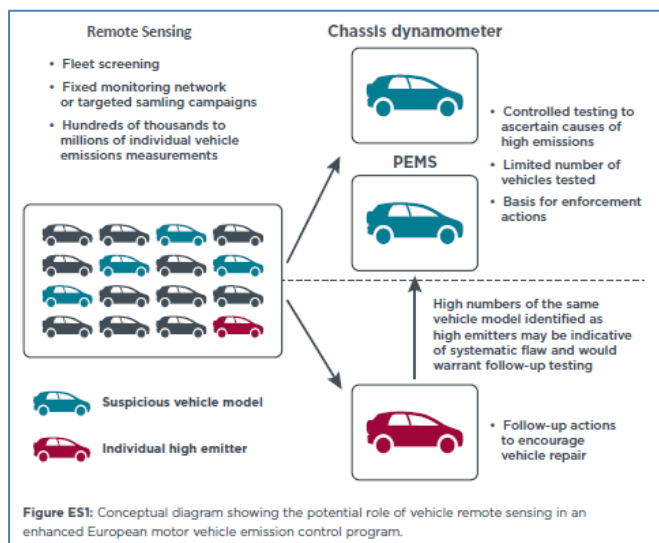 Remote Sensing
• Fleet screening
• Fixed monitoring network
or targeted samling campaigns
• Hundreds of thousands to
millions of individual vehicle
emissions measurements
Chassis dynamometer
PEMS
• Controlled testing to
ascertain causes of
high emissions
• Limited number of
vehicles tested
• Basis for enforcement
actions
High numbers of the same
vehicle model identified as
high emitters may be indicative
of systematic flaw and would
warrant follow-up testing
Suspicious vehicle model
Individual high emitter
• Follow-up actions
to encourage
vehicle repair
Figure ES1: Conceptual diagram showing the potential role of vehicle remote sensing in an
enhanced European motor vehicle emission control program.